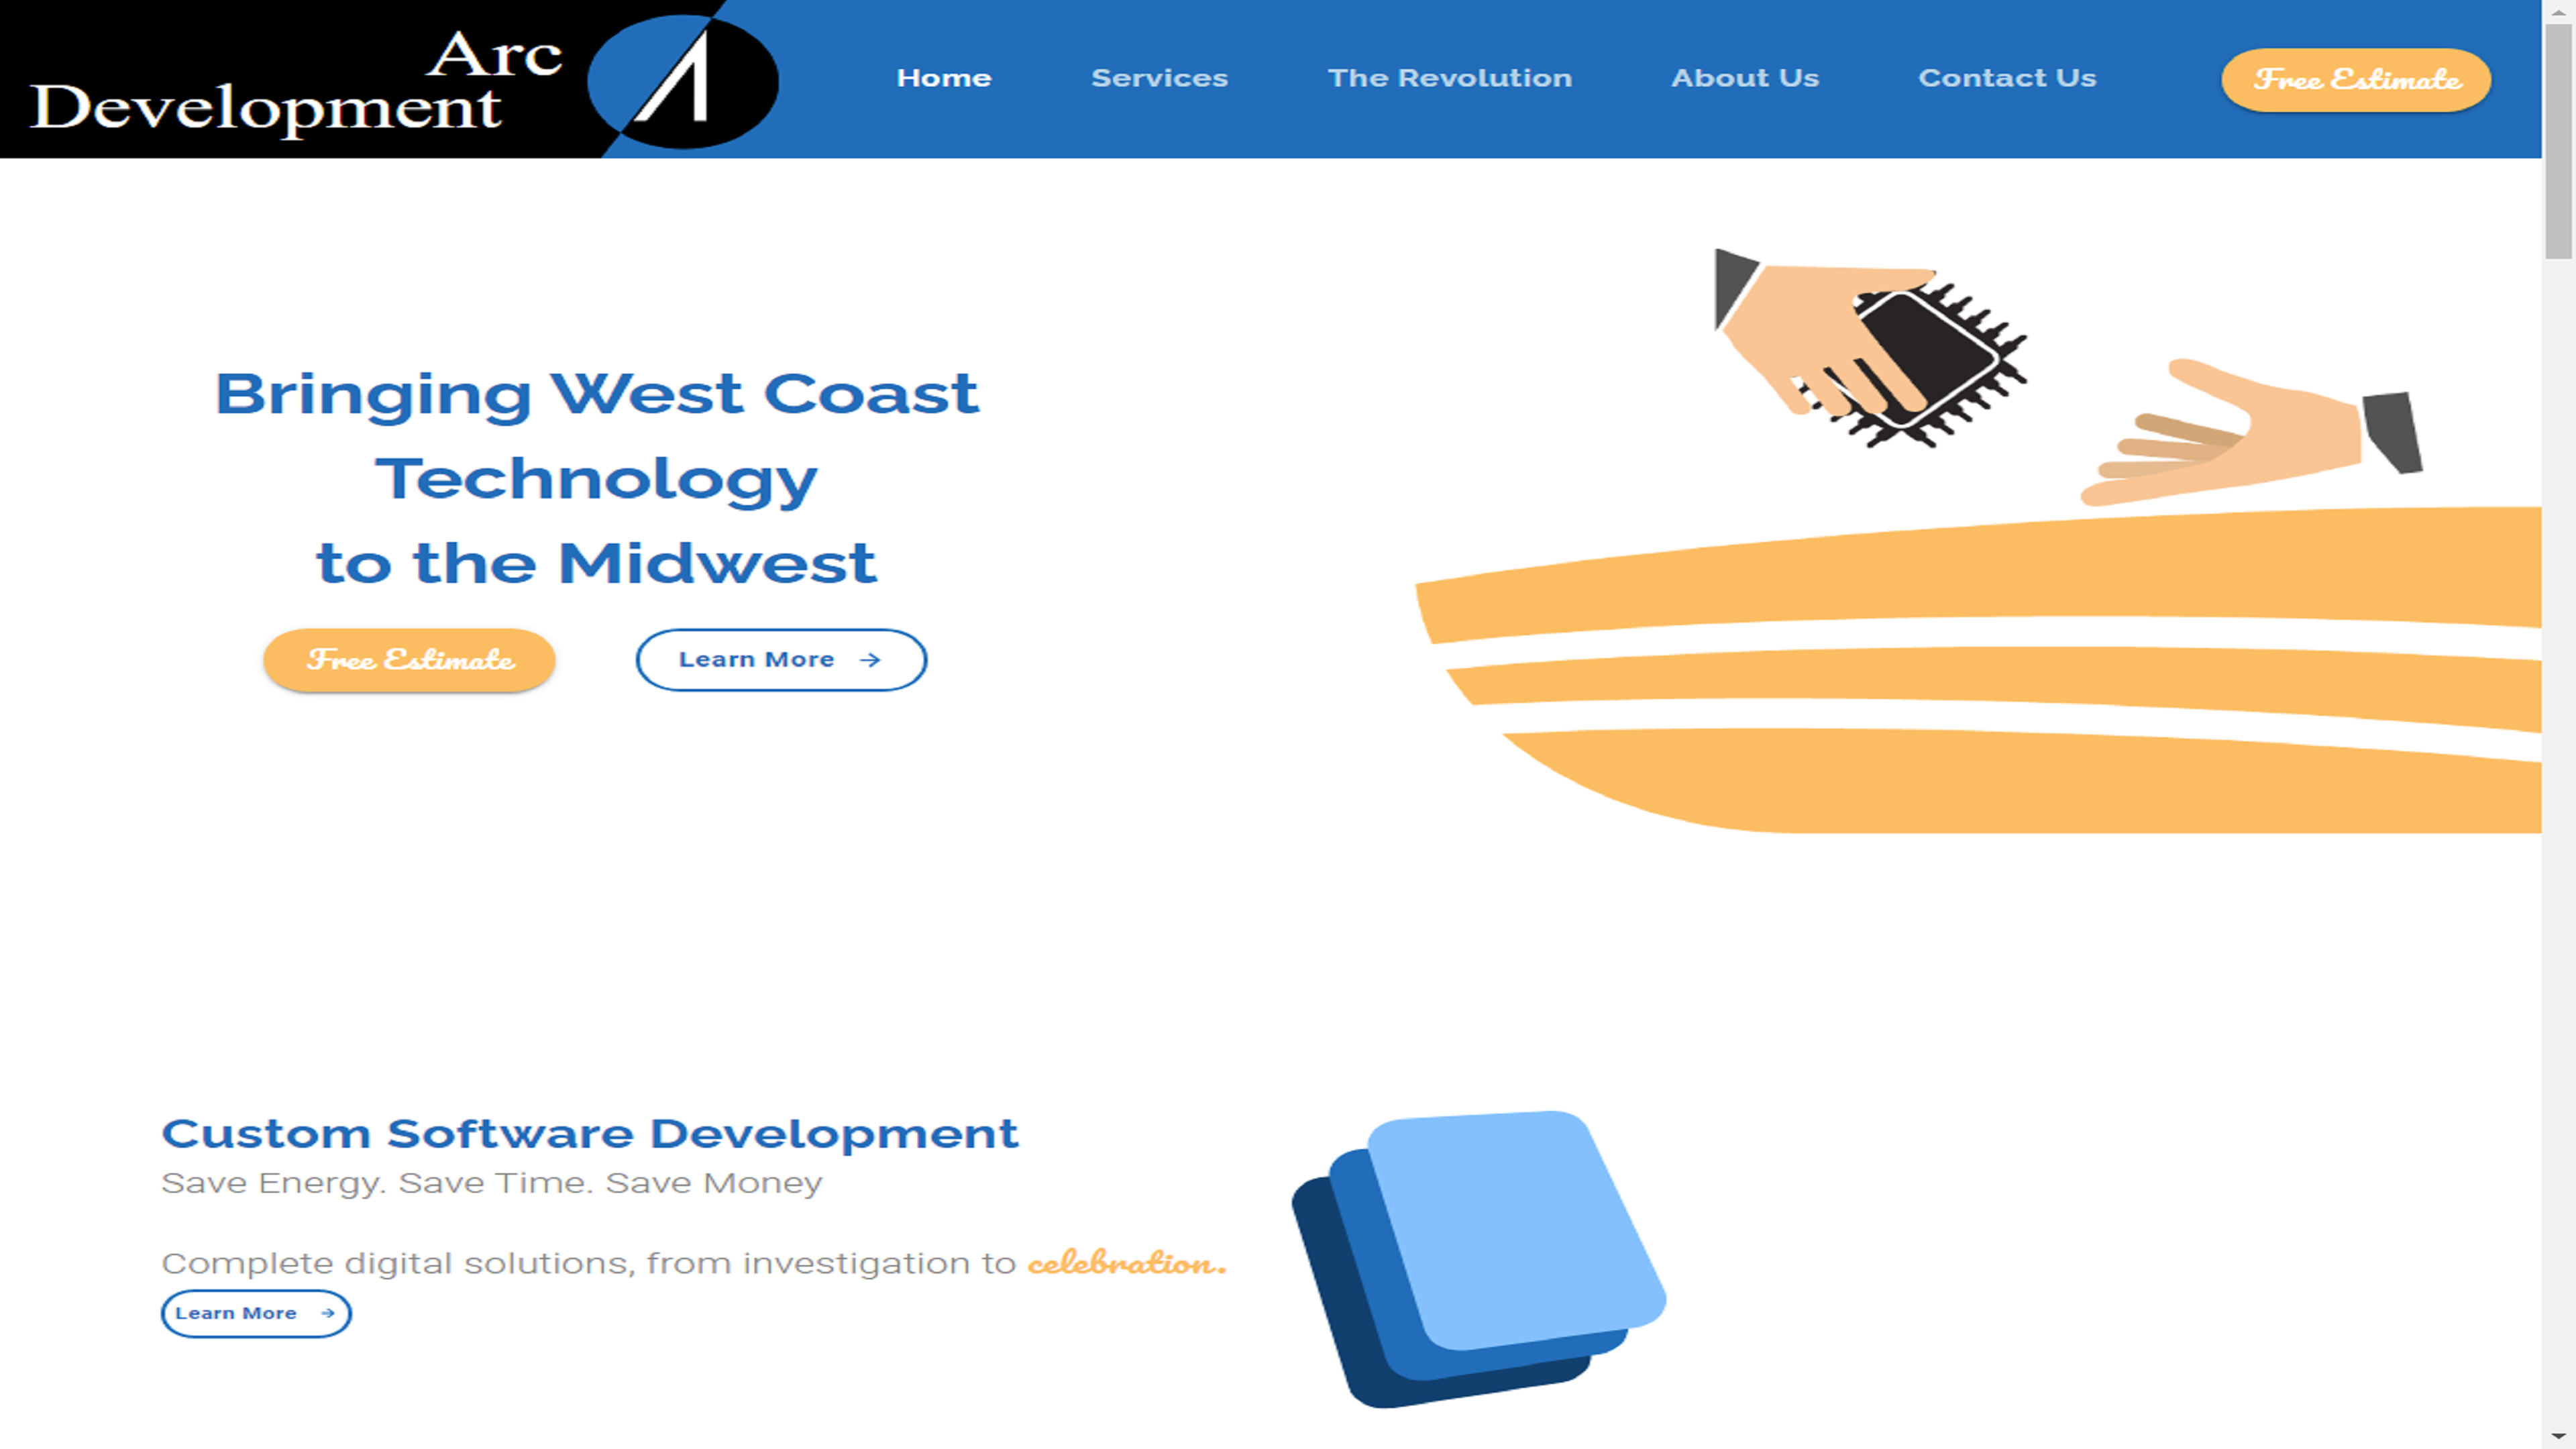 Arc
Development
Home
Services
The Revolution
About Us
Contact Us
Free Estimate
Bringing West Coast
Technology
to the Midwest
Free Estimate
Learn More →
Custom Software Development
Save Energy. Save Time. Save Money
Complete digital solutions, from investigation to celebration.
Learn More →